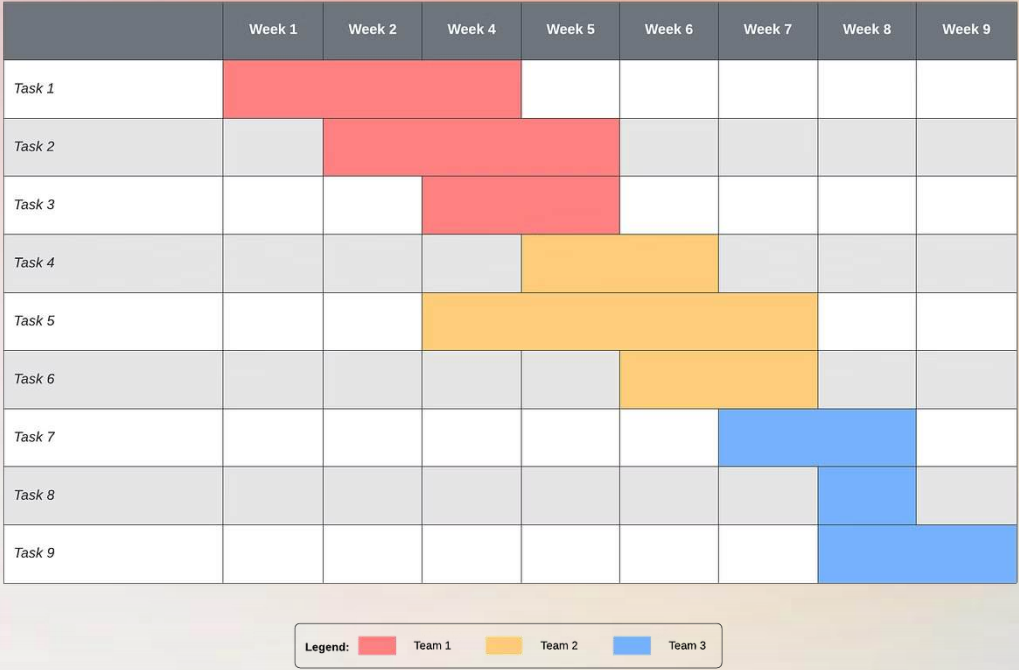 Week 1 Week 2 Week 4 Week 5 Week 6 Week 7 Week 8 Week 9
Task 1
Task 2
Task 3
Task 4
Task 5
Task 6
Task 7
Task 8
Task 9
Legend: Team 1 Team 2 Team 3